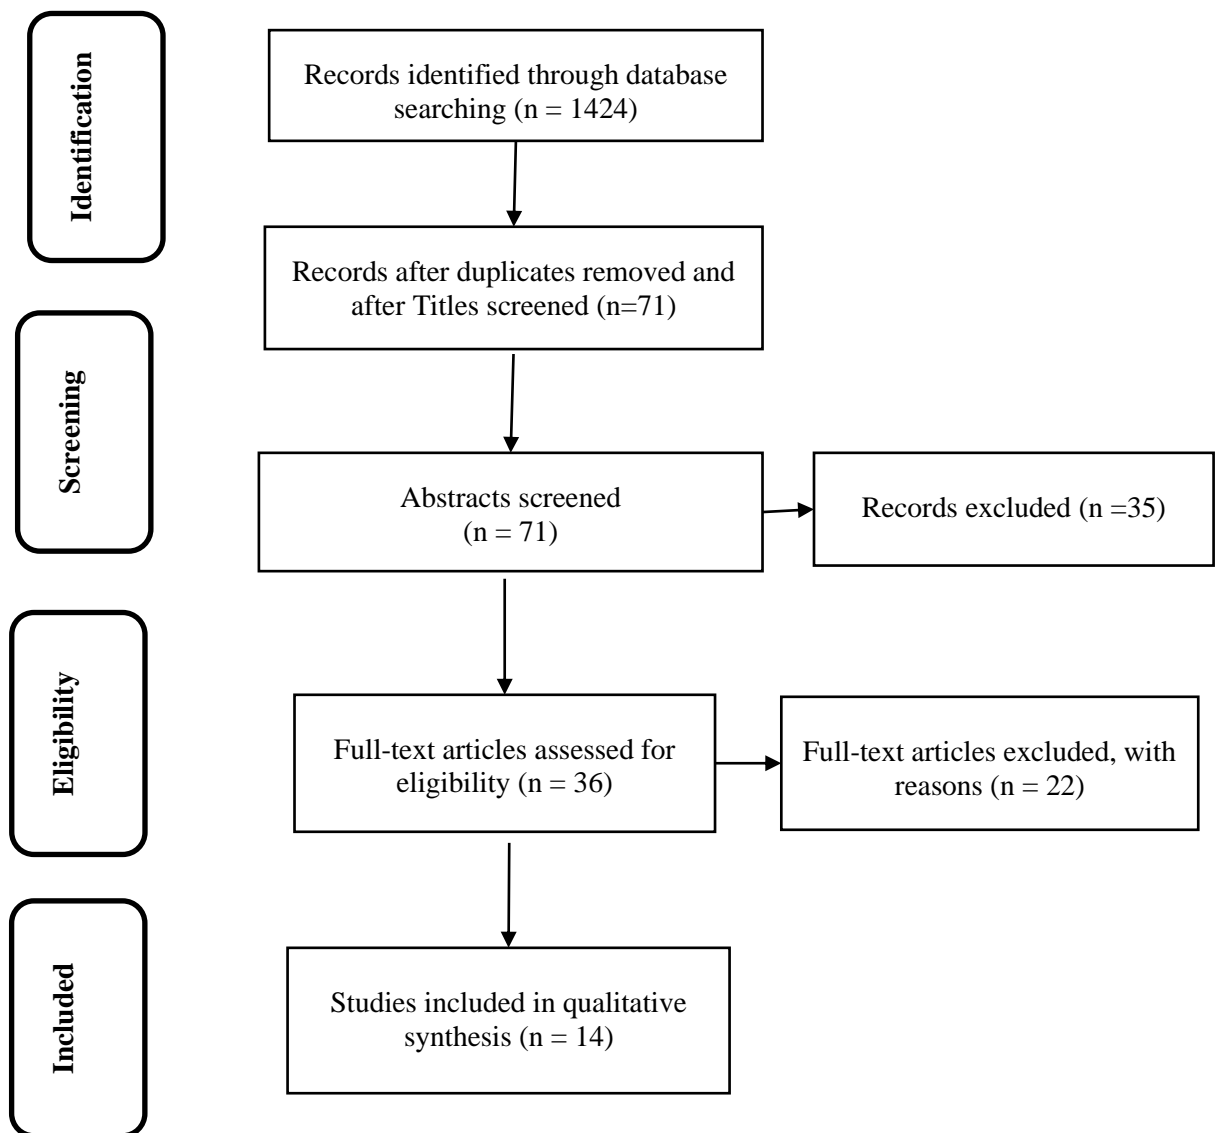 Identification
Records identified through database
searching (n = 1424)
Records after duplicates removed and
after Titles screened (n=71)
Screening
Abstracts screened
(n = 71)
Records excluded (n =35)
Eligibility
Full-text articles assessed for
eligibility (n = 36)
Full-text articles excluded, with
reasons (n = 22)
Included
Studies included in qualitative
synthesis (n = 14)